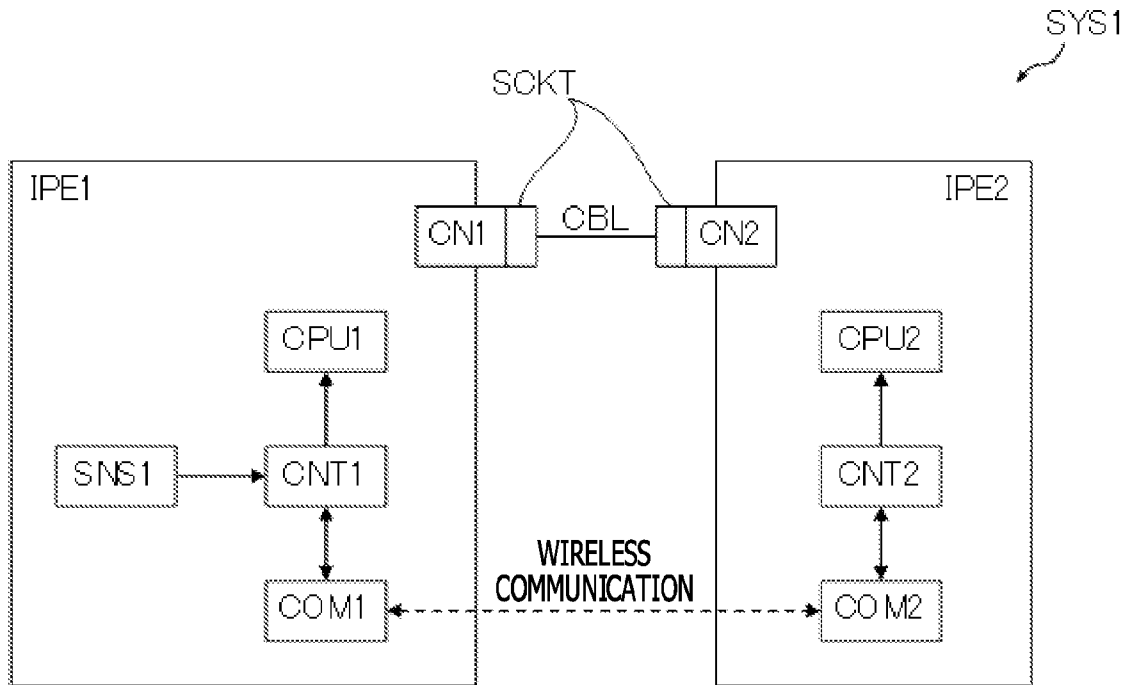 SYS1
SCKT
IPE1
IPE2
CN1
CBL
CN2
CPU1
CPU2
SNS1
CNT1
CNT2
WIRELESS
COMMUNICATION
COM1
COM2